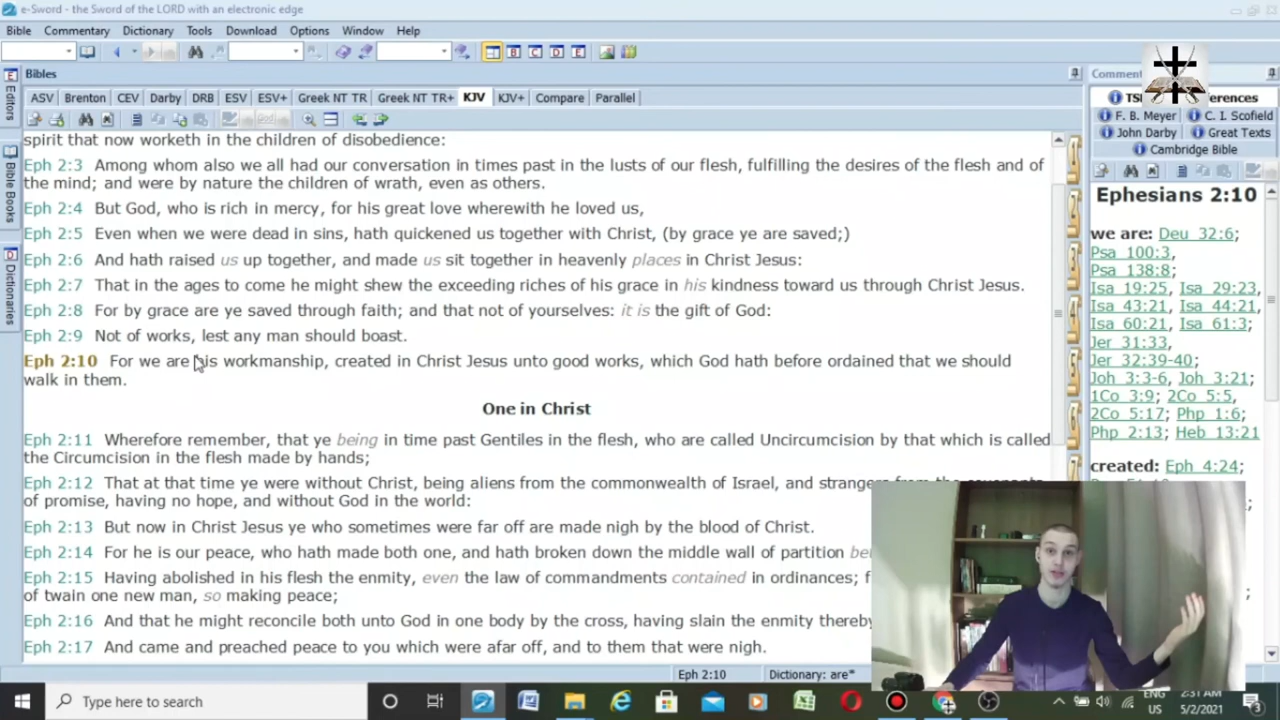 e-Sword - the Sword of the LORD with an electronic edge
Bible Commentary Dictionary Tools Download Options Window Help
B C D E
Bibles
ASV Brenton CEV Darby DRB ESV ESV+ Greek NT TR Greek NT TR+ KJV KJV+ Compare Parallel
spirit that now worketh in the children of disobedience:
Eph 2:3 Among whom also we all had our conversation in times past in the lusts of our flesh, fulfilling the desires of the flesh and of
the mind; and were by nature the children of wrath, even as others.
Eph 2:4 But God, who is rich in mercy, for his great love wherewith he loved us,
Eph 2:5 Even when we were dead in sins, hath quickened us together with Christ, (by grace ye are saved;)
Eph 2:6 And hath raised us up together, and made us sit together in heavenly places in Christ Jesus:
Eph 2:7 That in the ages to come he might shew the exceeding riches of his grace in his kindness toward us through Christ Jesus.
Eph 2:8 For by grace are ye saved through faith; and that not of yourselves: it is the gift of God:
Eph 2:9 Not of works, lest any man should boast.
Eph 2:10 For we are his workmanship, created in Christ Jesus unto good works, which God hath before ordained that we should
walk in them.
One in Christ
Eph 2:11 Wherefore remember, that ye being in time past Gentiles in the flesh, who are called Uncircumcision by that which is called
the Circumcision in the flesh made by hands;
Eph 2:12 That at that time ye were without Christ, being aliens from the commonwealth of Israel, and strangers from the covenants
of promise, having no hope, and without God in the world:
Eph 2:13 But now in Christ Jesus ye who sometimes were far off are made nigh by the blood of Christ.
Eph 2:14 For he is our peace, who hath made both one, and hath broken down the middle wall of partition
Eph 2:15 Having abolished in his flesh the enmity, even the law of commandments contained in ordinances;
of twain one new man, so making peace;
Eph 2:16 And that he might reconcile both unto God in one body by the cross, having slain the enmity thereby
Eph 2:17 And came and preached peace to you which were afar off, and to them that were nigh.
Editors
Bible Books
Dictionaries
1
2
3
4
5
6
7
F. B. Meyer C. I. Scofield
John Darby Great Texts
Cambridge Bible
Ephesians 2:10
we are: Deu 32:6;
Psa 100:3,
Psa 138:8;
Isa 19:25, Isa 29:23,
Isa 43:21, Isa 44:21,
Isa 60:21, Isa 61:3;
Jer 31:33,
Jer 32:39-40;
Joh 3:3-6, Joh 3:21;
1Co 3:9; 2Co 5:5,
2Co 5:17; Php 1:6;
Php 2:13; Heb 13:21
created: Eph 4:24;
Eph 2:10 Dictionary: are*
Type here to search
ENG
US
2:31 AM
5/2/2021
3